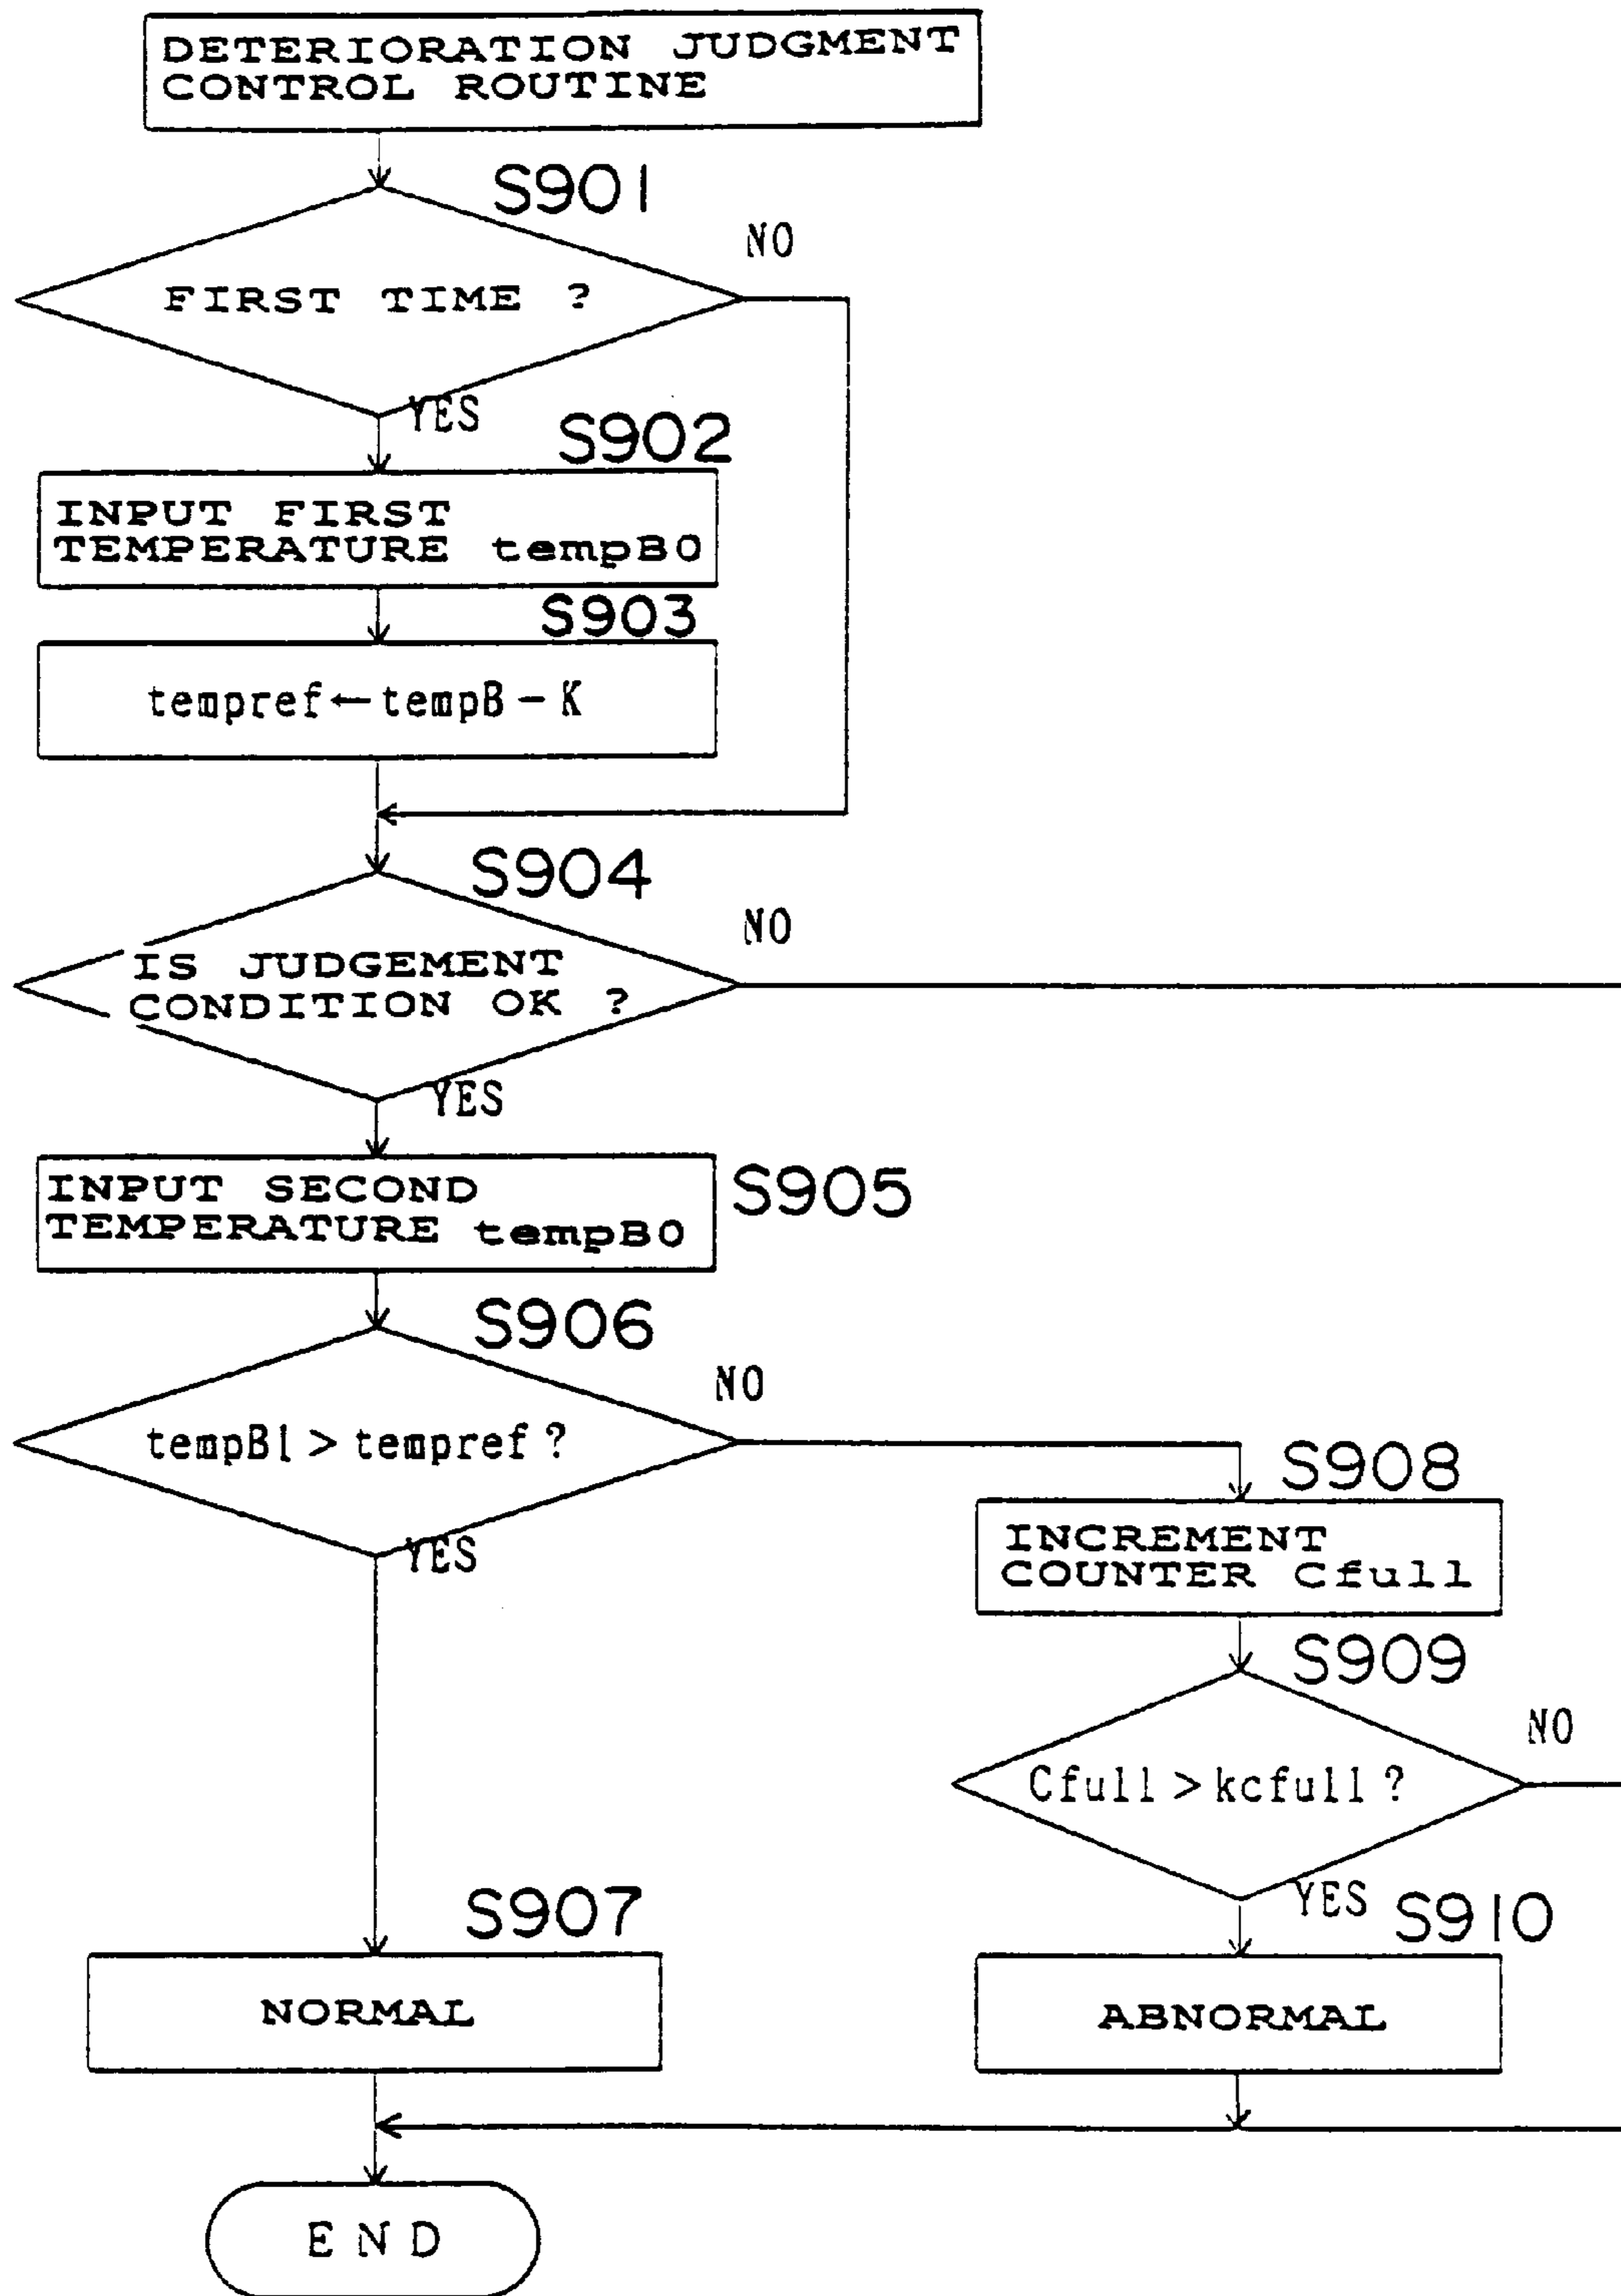 DETERIORATION JUDGMENT
CONTROL ROUTINE
S901
NO
FIRST TIME ?
YES
S902
INPUT FIRST
TEMPERATURE tempB0
S903
tempref←tempB-K
S904
NO
IS JUDGEMENT
CONDITION OK ?
YES
INPUT SECOND
TEMPERATURE tempB0
S905
S906
NO
tempB1>tempref?
YES
S908
INCREMENT
COUNTER Cfull
S909
NO
Cfull>kcfull?
YES
S907
S910
NORMAL
ABNORMAL
END